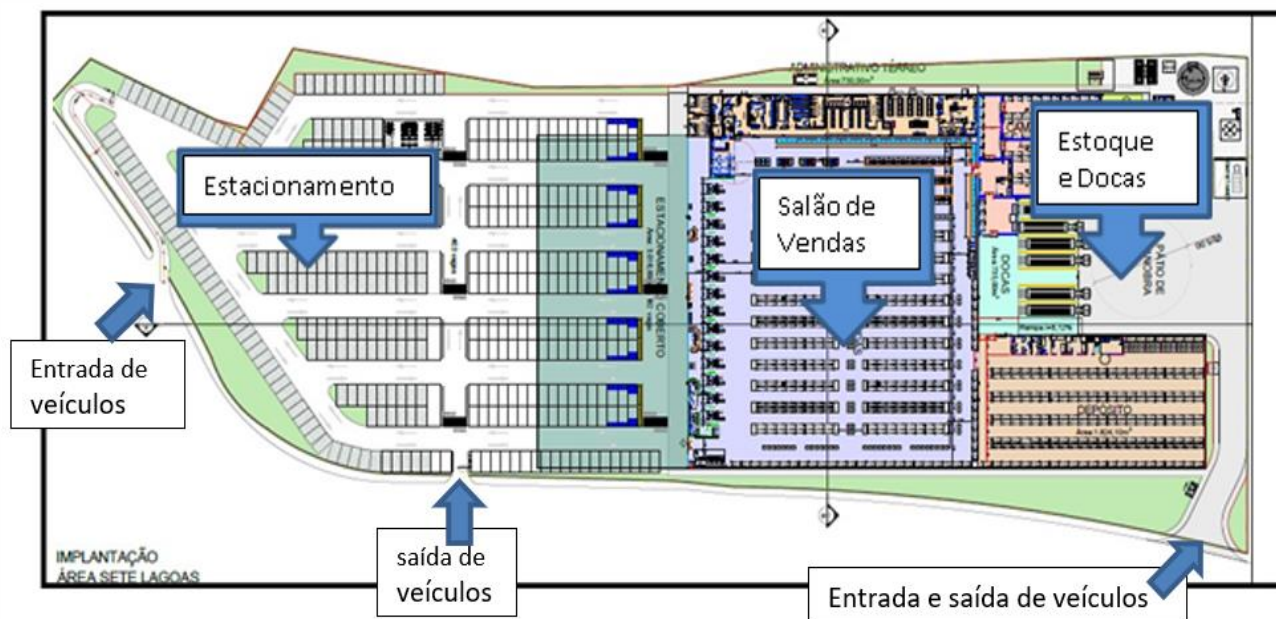 ADMINISTRATIVO TÉRREO
Estacionamento
Salão de
Vendas
Estoque
e Docas
ESTACIONAMENTO COBERTO
DOCAS
PÁTIO DE
DEPÓSITO
Entrada de
veículos
saída de
veículos
Entrada e saída de veículos
IMPLANTAÇÃO
ÁREA SETE LAGOAS